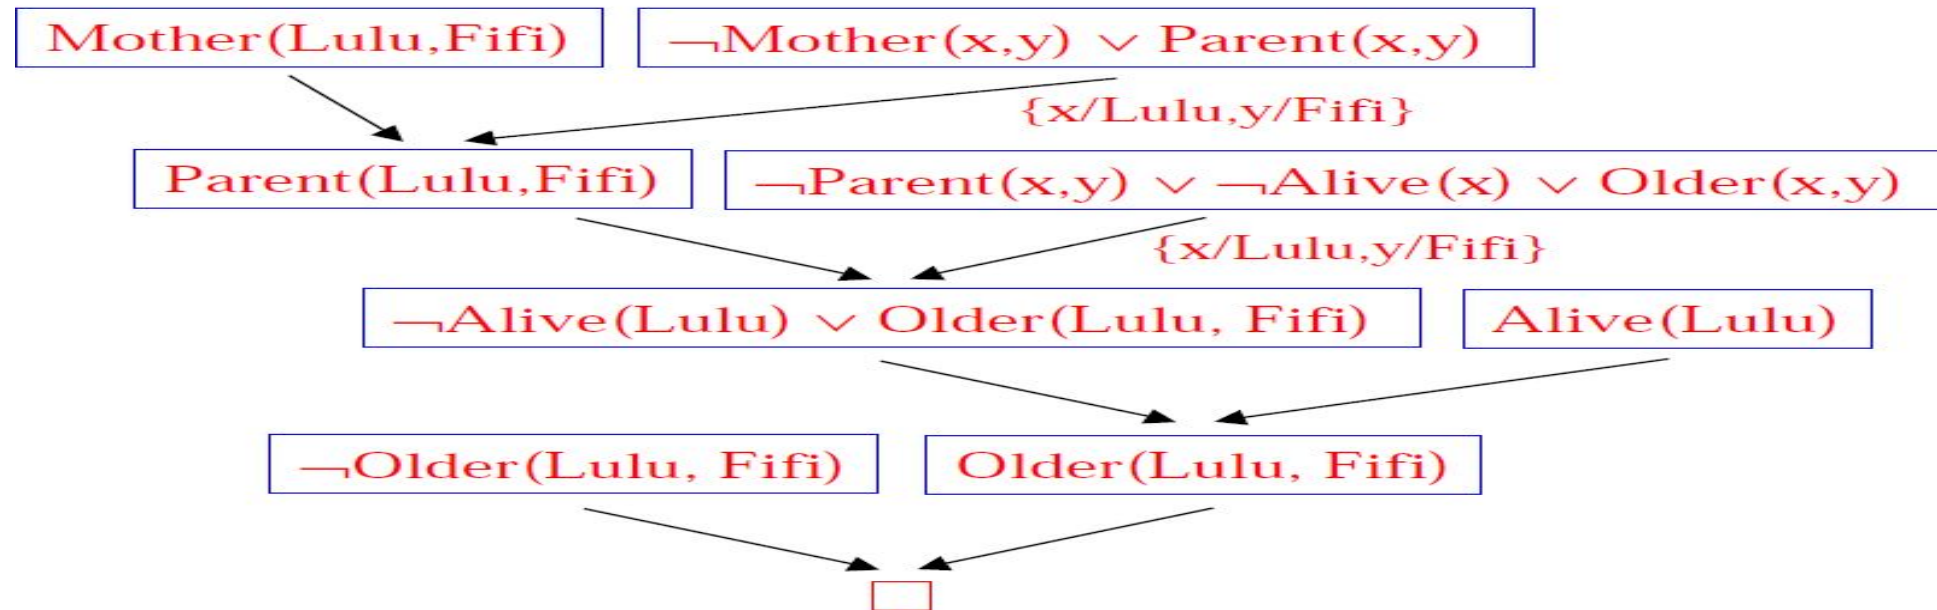 Mother(Lulu,Fifi) ¬Mother(x,y) ∨ Parent(x,y)
{x/Lulu,y/Fifi}
Parent(Lulu,Fifi) ¬Parent(x,y) ∨ ¬Alive(x) ∨ Older(x,y)
{x/Lulu,y/Fifi}
¬Alive(Lulu) ∨ Older(Lulu, Fifi) Alive(Lulu)
¬Older(Lulu, Fifi) Older(Lulu, Fifi)